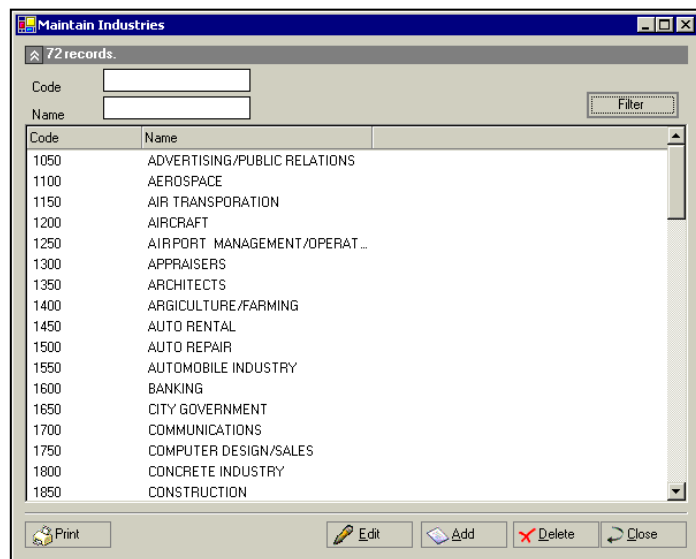 Maintain Industries
72 records.
Code
Name
Filter
Code Name
1050 ADVERTISING/PUBLIC RELATIONS
1100 AEROSPACE
1150 AIR TRANSPORATION
1200 AIRCRAFT
1250 AIRPORT MANAGEMENT/OPERAT...
1300 APPRAISERS
1350 ARCHITECTS
1400 ARGICULTURE/FARMING
1450 AUTO RENTAL
1500 AUTO REPAIR
1550 AUTOMOBILE INDUSTRY
1600 BANKING
1650 CITY GOVERNMENT
1700 COMMUNICATIONS
1750 COMPUTER DESIGN/SALES
1800 CONCRETE INDUSTRY
1850 CONSTRUCTION
Print Edit Add Delete Close